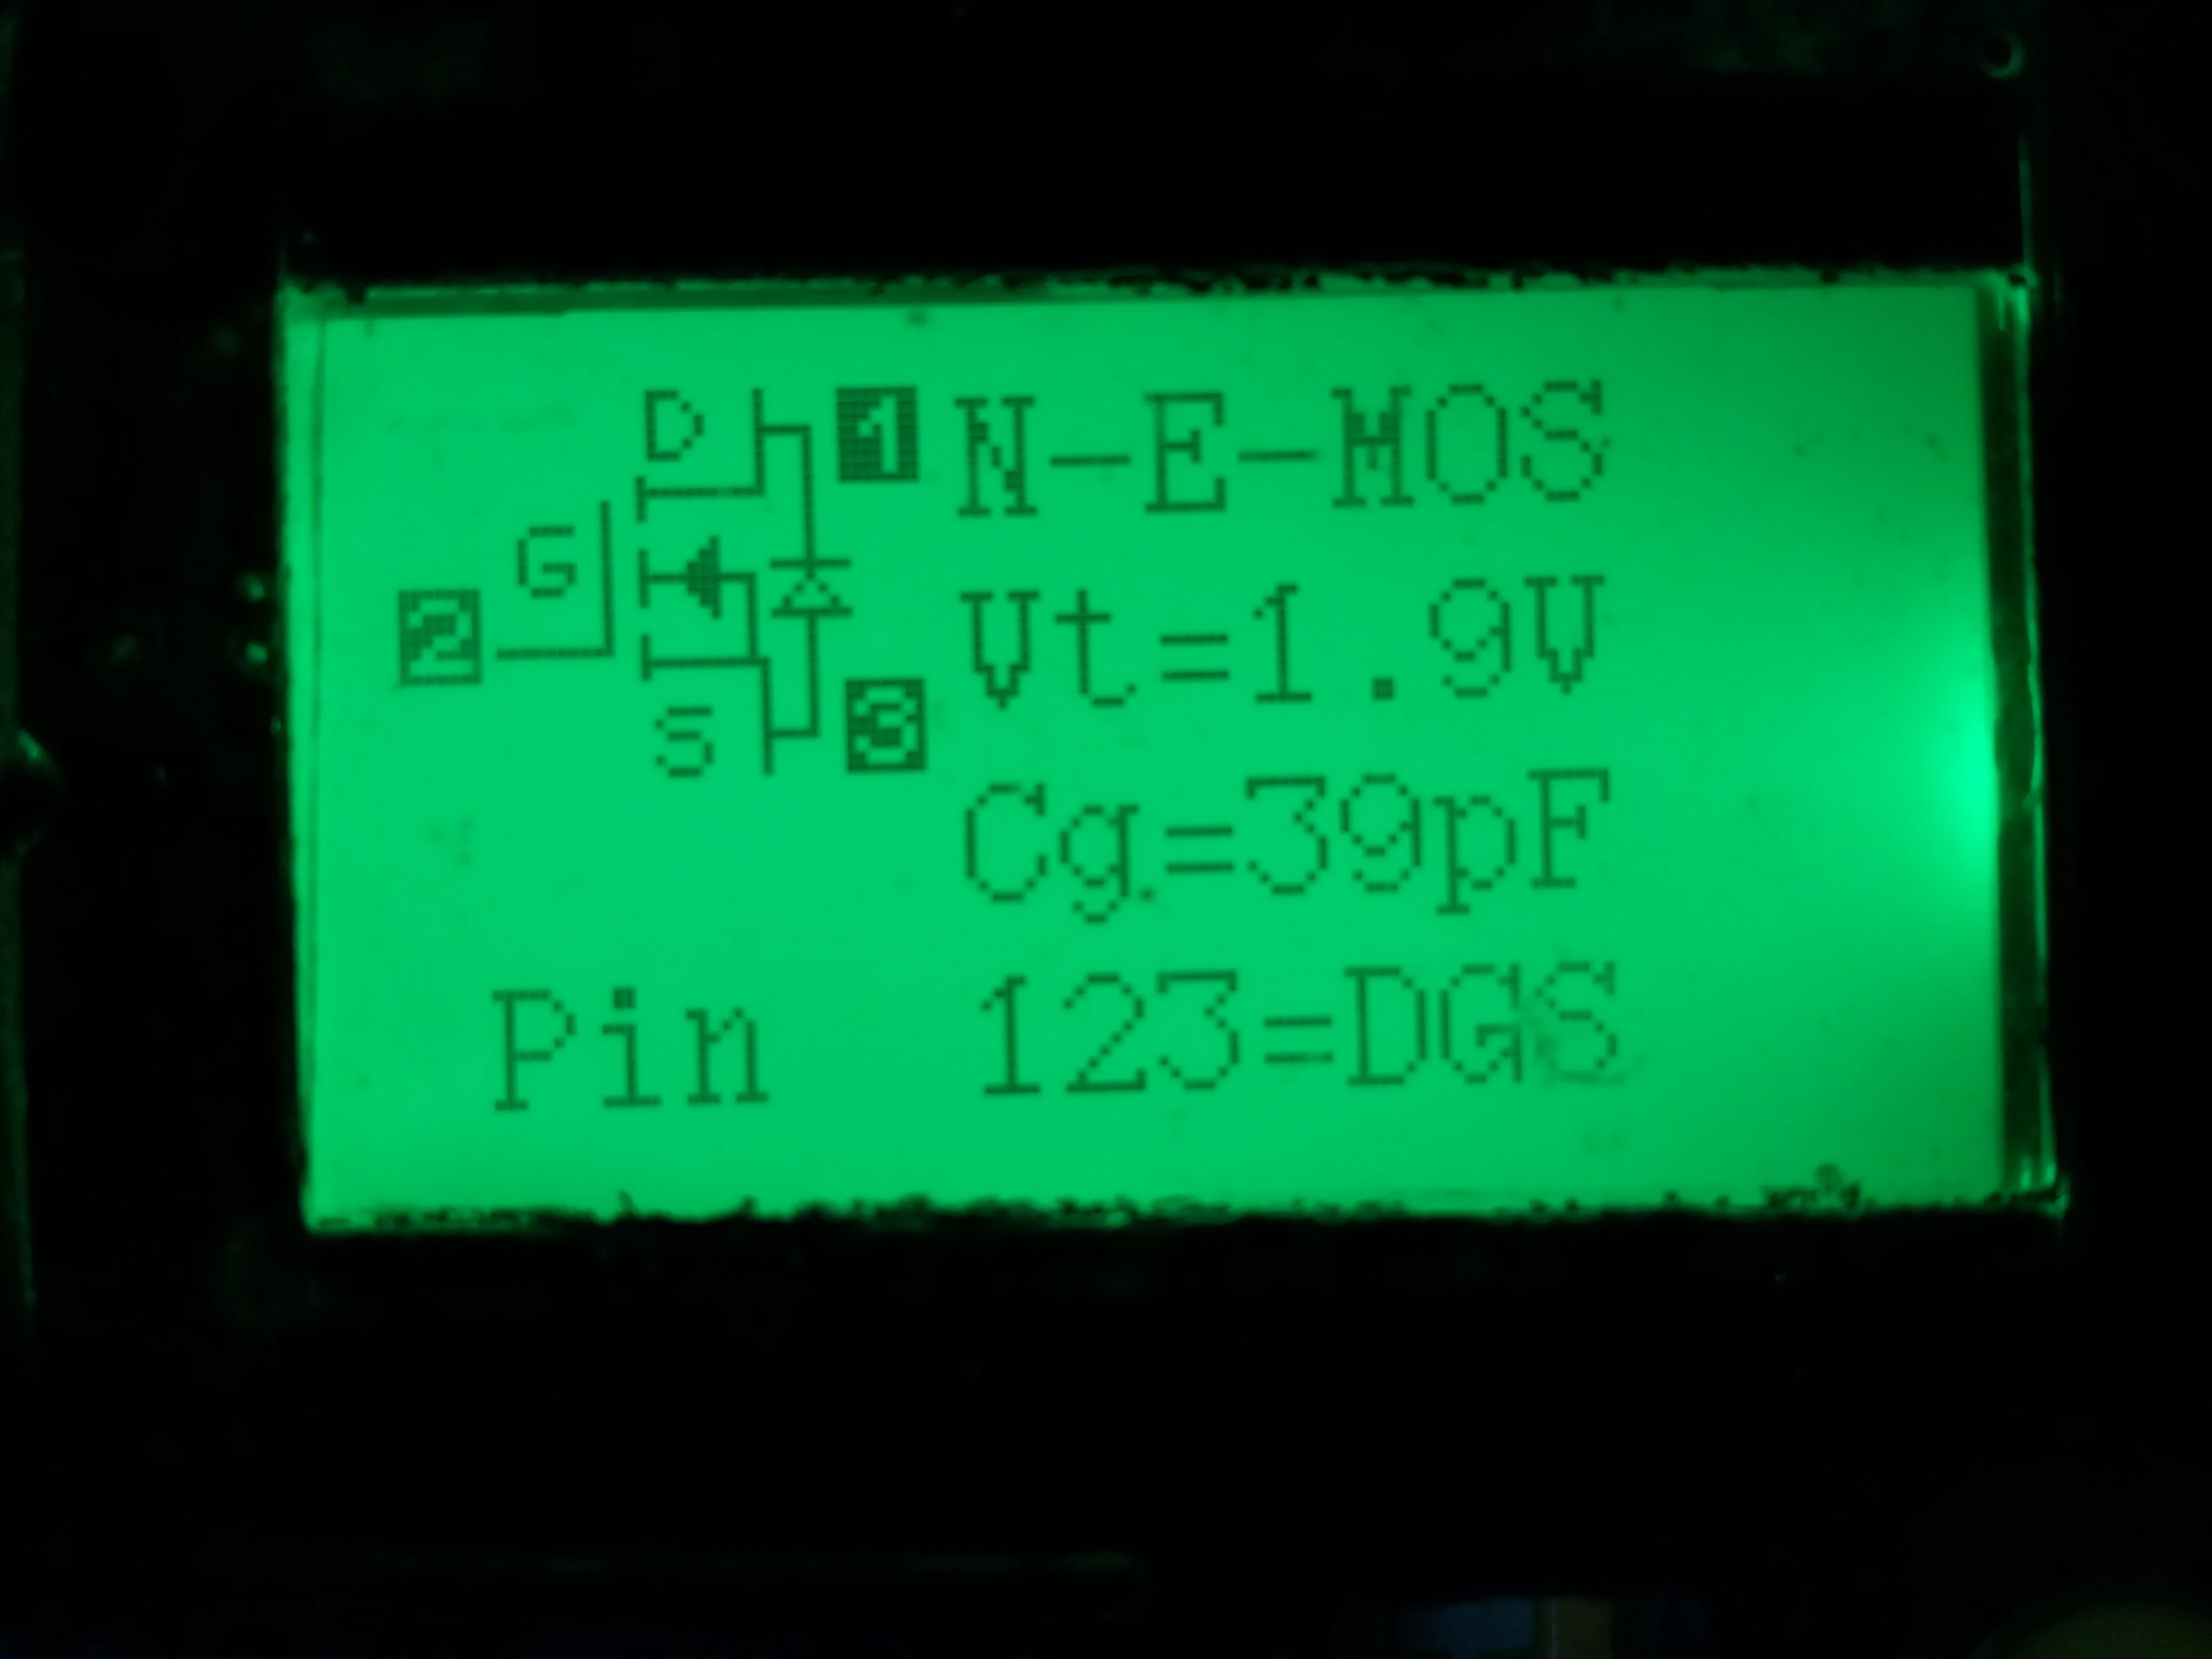 D 1 N-E-MOS
G
2 Vt=1.9V
S 3
Cg=39pF
Pin 123=DGS